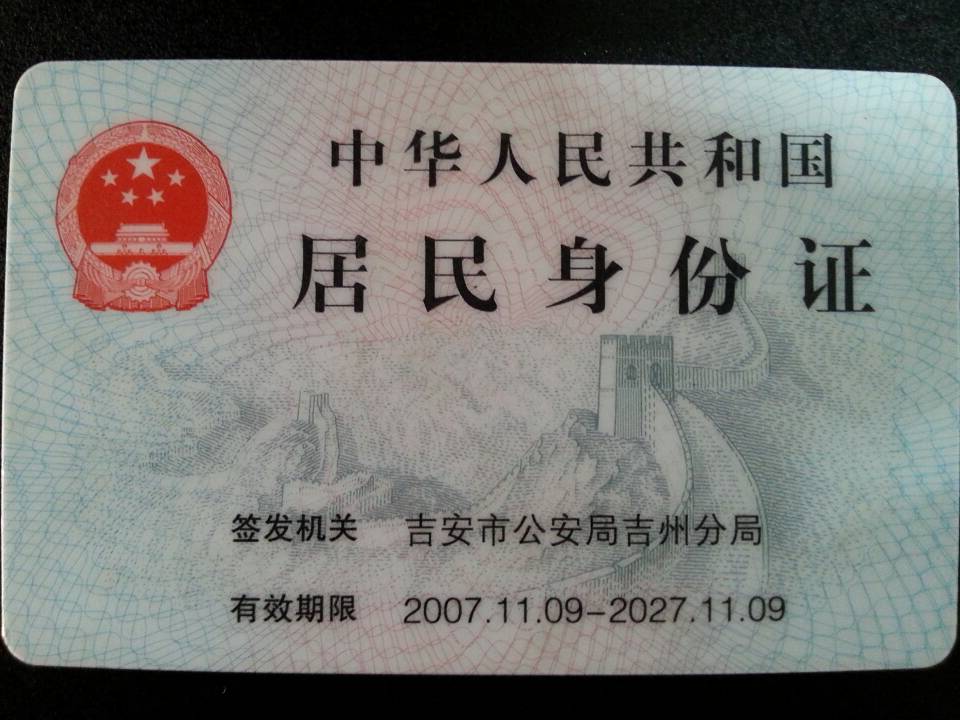 中华人民共和国
居民身份证
签发机关 吉安市公安局吉州分局
有效期限 2007.11.09-2027.11.09